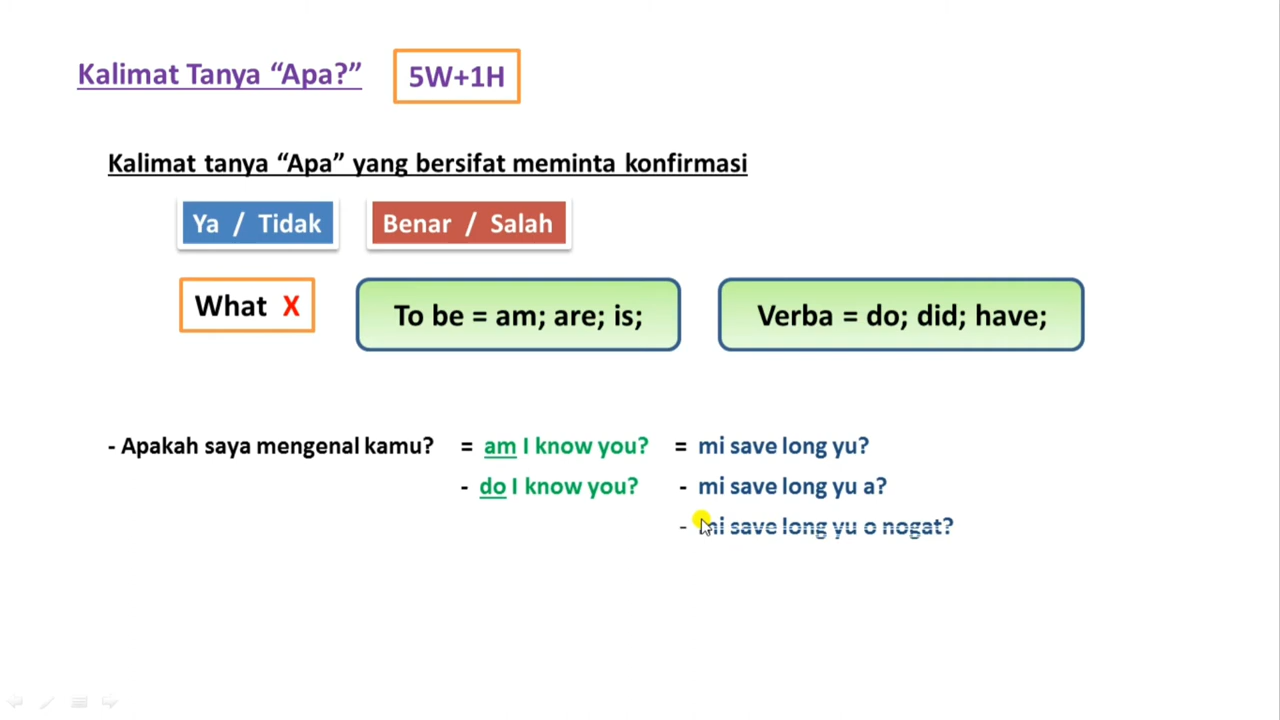 Kalimat Tanya “Apa?” 5W+1H
Kalimat tanya “Apa” yang bersifat meminta konfirmasi
Ya / Tidak Benar / Salah
What X To be = am; are; is; Verba = do; did; have;
- Apakah saya mengenal kamu? = am I know you? = mi save long yu?
- do I know you? - mi save long yu a?
- mi save long yu o nogat?